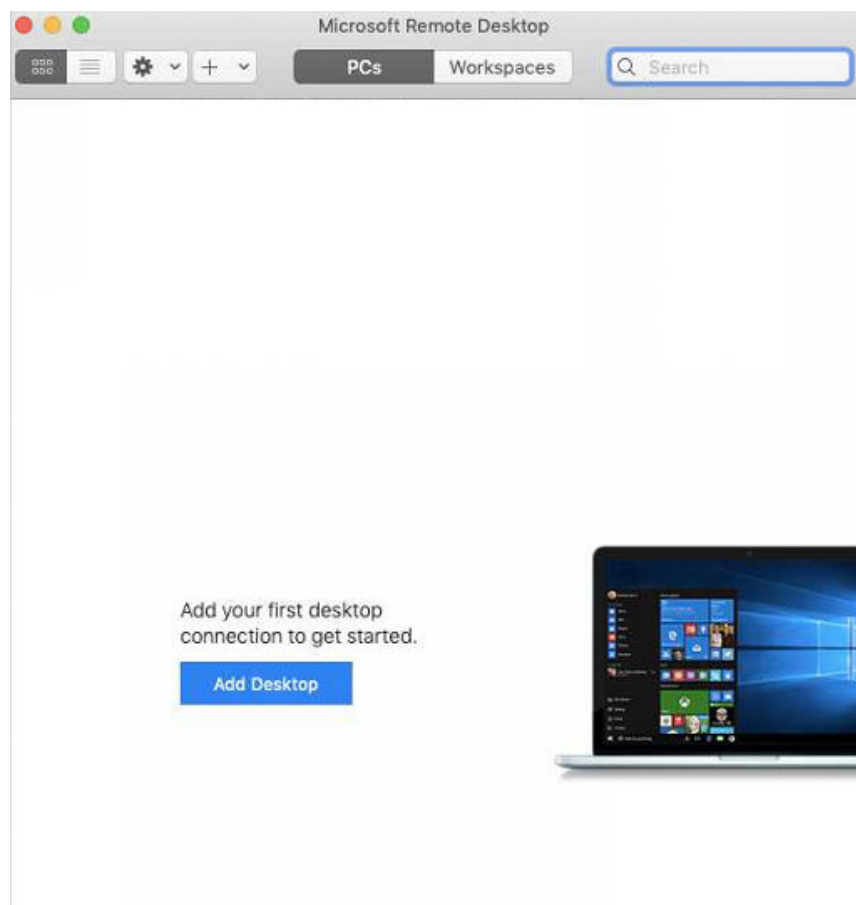 Microsoft Remote Desktop
PCs
Workspaces
Search
Add your first desktop
connection to get started.
Add Desktop